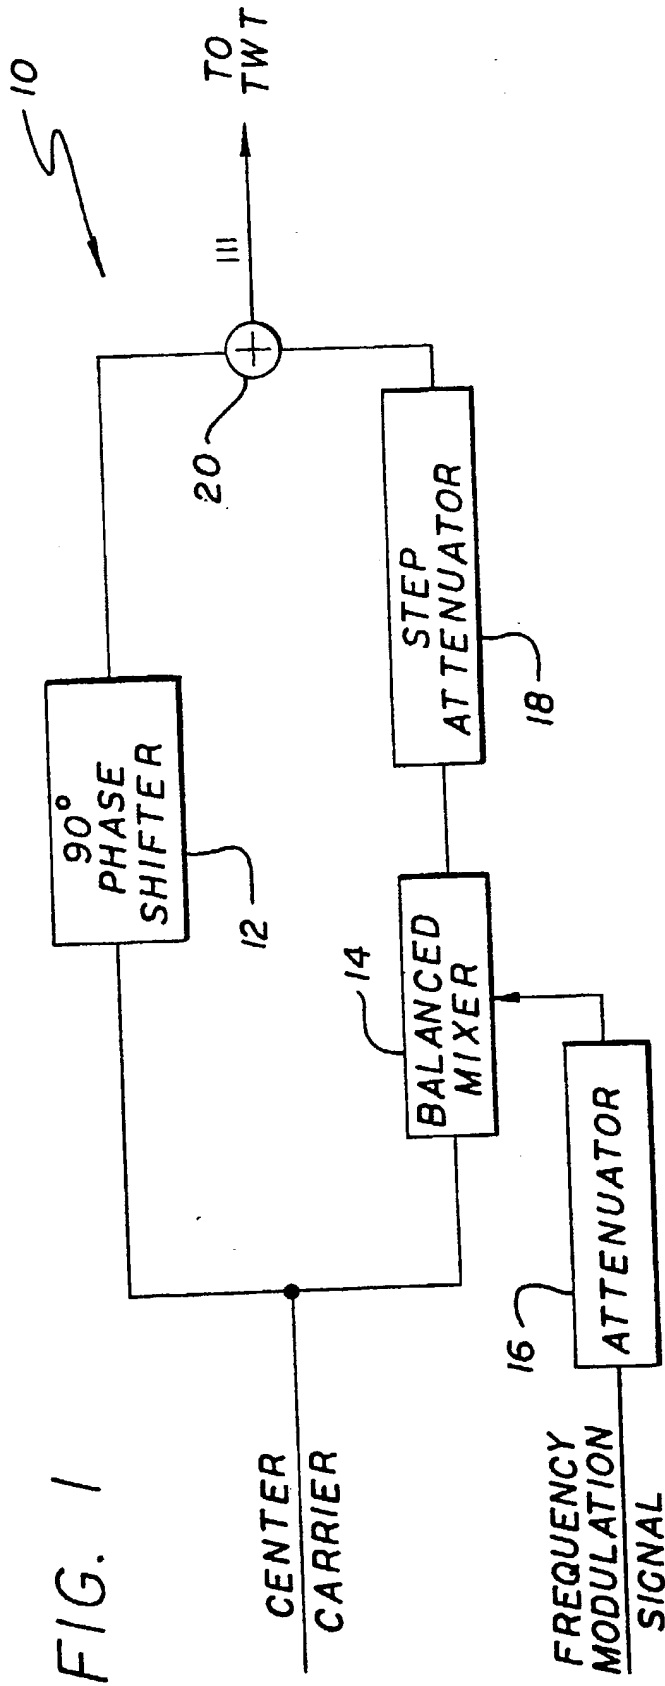 FIG. 1
10
90°
PHASE
SHIFTER
12
TO
TWT
20
CENTER
CARRIER
14
BALANCED
MIXER
STEP
ATTENUATOR
18
16
ATTENUATOR
FREQUENCY
MODULATION
SIGNAL